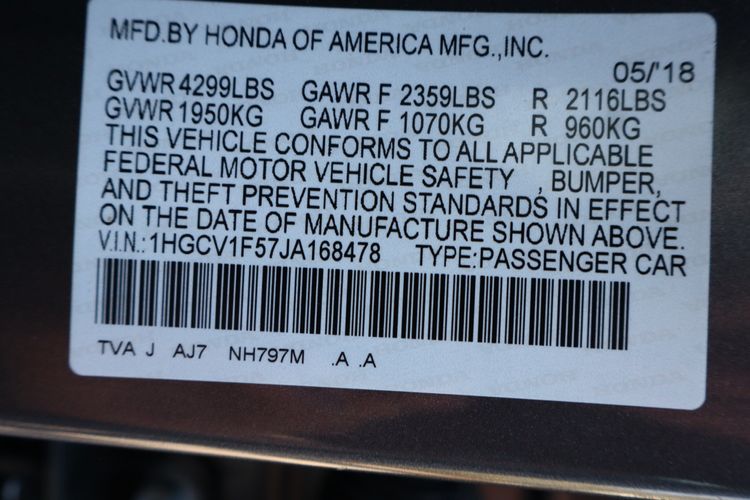 MFD.BY HONDA OF AMERICA MFG.,INC.
05/'18
GVWR 4299LBS GAWR F 2359LBS R 2116LBS
GVWR 1950KG GAWR F 1070KG R 960KG
THIS VEHICLE CONFORMS TO ALL APPLICABLE
FEDERAL MOTOR VEHICLE SAFETY , BUMPER,
AND THEFT PREVENTION STANDARDS IN EFFECT
ON THE DATE OF MANUFACTURE SHOWN ABOVE.
V.I.N.:1HGCV1F57JA168478 TYPE:PASSENGER CAR
TVA J AJ7 NH797M .A .A